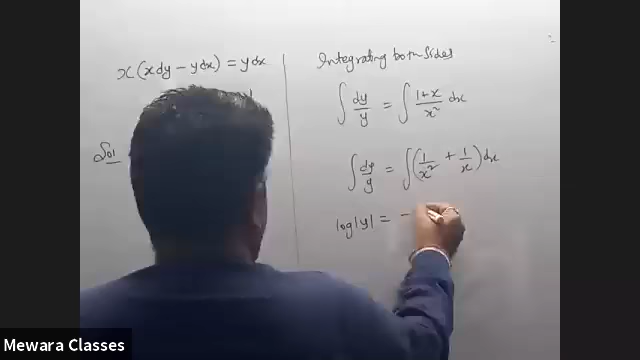 x(xdy - ydx) = ydx
Sol
Integrating both sides
∫ dy/y = ∫ (1+x)/x² dx
∫ dy/y = ∫ (1/x² + 1/x) dx
log|y| = -
Mewara Classes